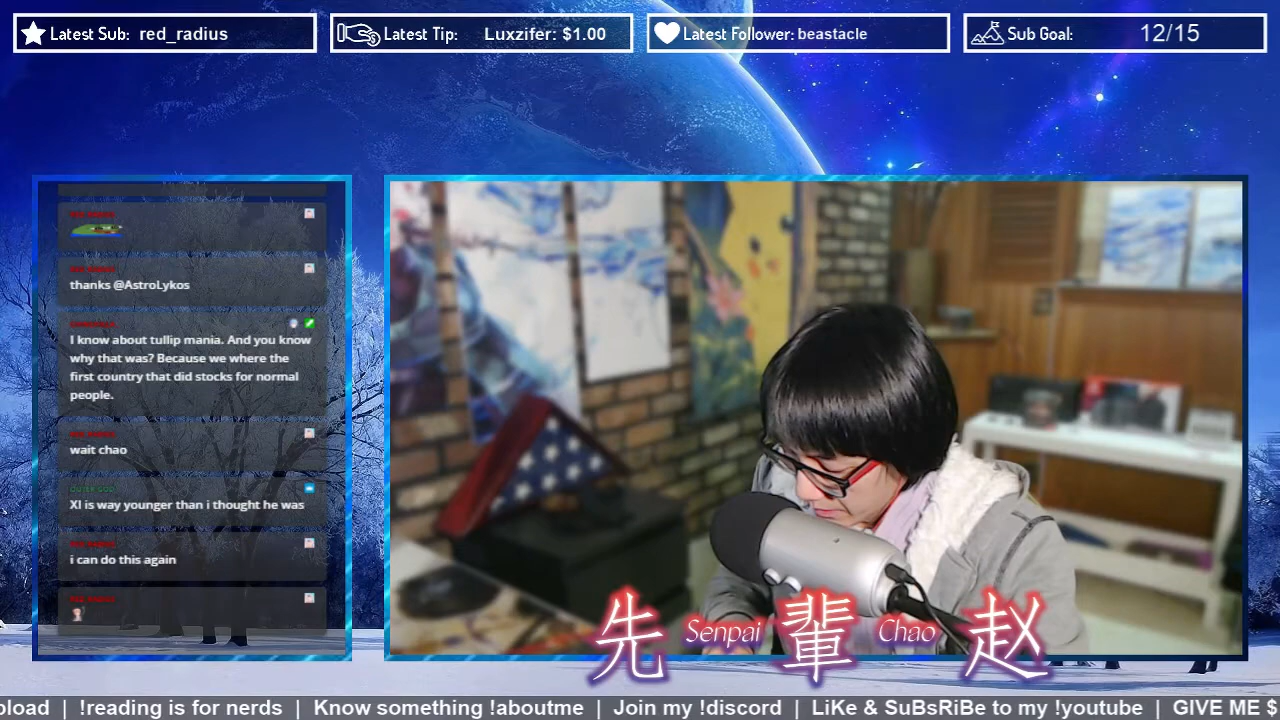 Latest Sub: red_radius
Latest Tip: Luxzifer: $1.00
Latest Follower: beastacle
Sub Goal: 12/15
thanks @AstroLykos
I know about tullip mania. And you know
why that was? Because we where the
first country that did stocks for normal
people.
wait chao
OUTER GOD
XI is way younger than i thought he was
i can do this again
先 Senpai 輩 Chao 赵
| !reading is for nerds | Know something !aboutme | Join my !discord | LiKe & SuBsRiBe to my !youtube | GIVE ME $